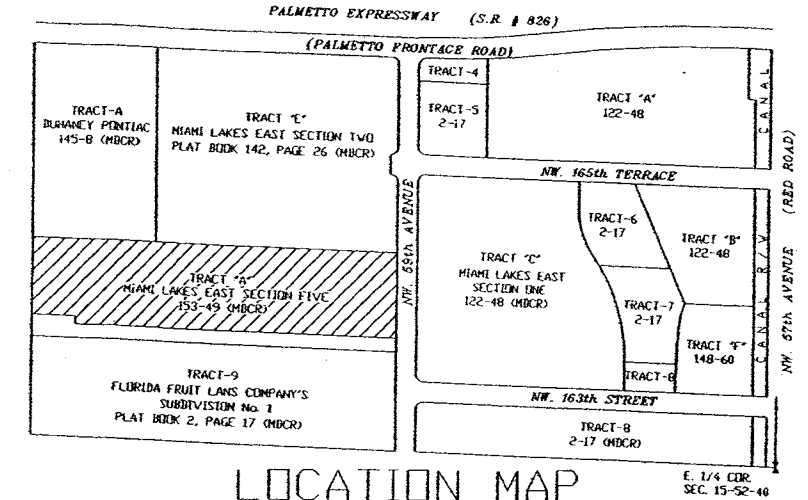 PALMETTO EXPRESSWAY (S.R. # 826)
(PALMETTO FRONTAGE ROAD)
TRACT-A
DUHANEY PONTIAC
145-8 (MDCR)
TRACT "E"
MIAMI LAKES EAST SECTION TWO
PLAT BOOK 142, PAGE 26 (MDCR)
TRACT-4
TRACT-5
2-17
TRACT "A"
122-48
CANAL
NW. 165th TERRACE
NW. 67th AVENUE (RED ROAD)
NW. 69th AVENUE
TRACT "A"
MIAMI LAKES EAST SECTION FIVE
153-49 (MDCR)
TRACT "C"
MIAMI LAKES EAST
SECTION ONE
122-48 (MDCR)
TRACT-6
2-17
TRACT "B"
122-48
TRACT-7
2-17
TRACT "F"
148-60
TRACT-8
CANAL R/W
NW. 163th STREET
TRACT-9
FLORIDA FRUIT LANS COMPANY'S
SUBDIVISION No. 1
PLAT BOOK 2, PAGE 17 (MDCR)
TRACT-8
2-17 (MDCR)
LOCATION MAP
E. 1/4 COR.
SEC. 15-52-40